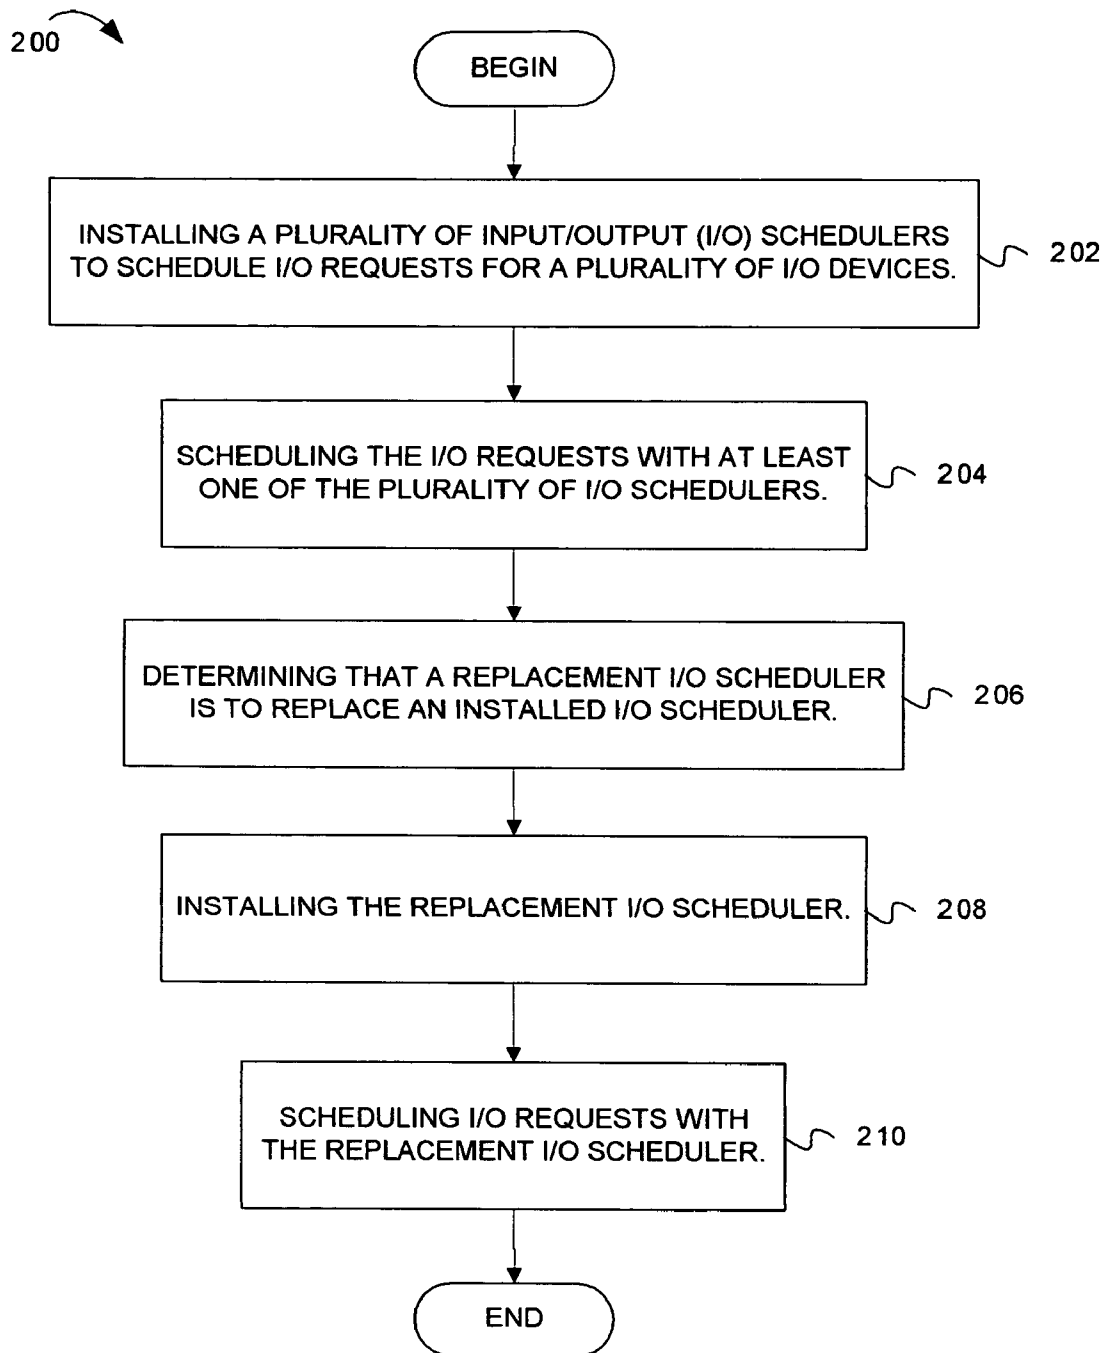 200
BEGIN
INSTALLING A PLURALITY OF INPUT/OUTPUT (I/O) SCHEDULERS
TO SCHEDULE I/O REQUESTS FOR A PLURALITY OF I/O DEVICES.
202
SCHEDULING THE I/O REQUESTS WITH AT LEAST
ONE OF THE PLURALITY OF I/O SCHEDULERS.
204
DETERMINING THAT A REPLACEMENT I/O SCHEDULER
IS TO REPLACE AN INSTALLED I/O SCHEDULER.
206
INSTALLING THE REPLACEMENT I/O SCHEDULER.
208
SCHEDULING I/O REQUESTS WITH
THE REPLACEMENT I/O SCHEDULER.
210
END